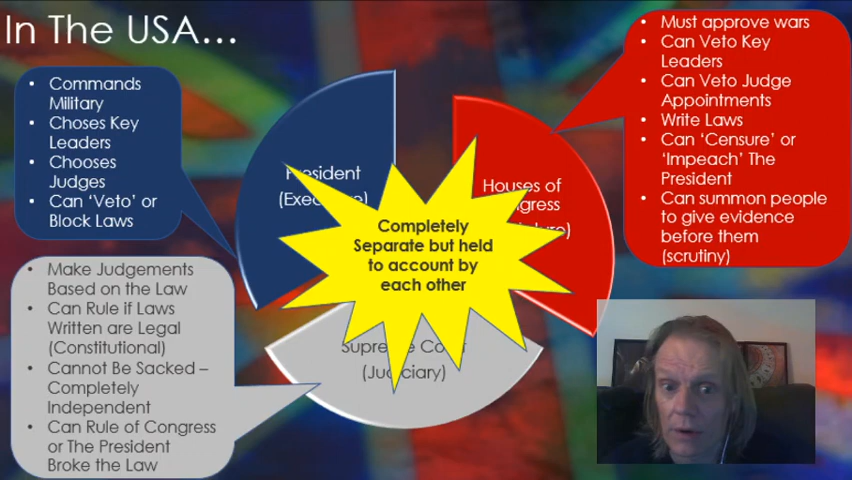 In The USA...
Commands
Military
Choses Key
Leaders
Chooses
Judges
Can 'Veto' or
Block Laws
Must approve wars
Can Veto Key
Leaders
Can Veto Judge
Appointments
Write Laws
Can 'Censure' or
'Impeach' The
President
Can summon people
to give evidence
before them
(scrutiny)
Houses of
Completely
Separate but held
to account by
each other
Make Judgements
Based on the Law
Can Rule if Laws
Written are Legal
(Constitutional)
Cannot Be Sacked –
Completely
Independent
Can Rule of Congress
or The President
Broke the Law
(Judiciary)